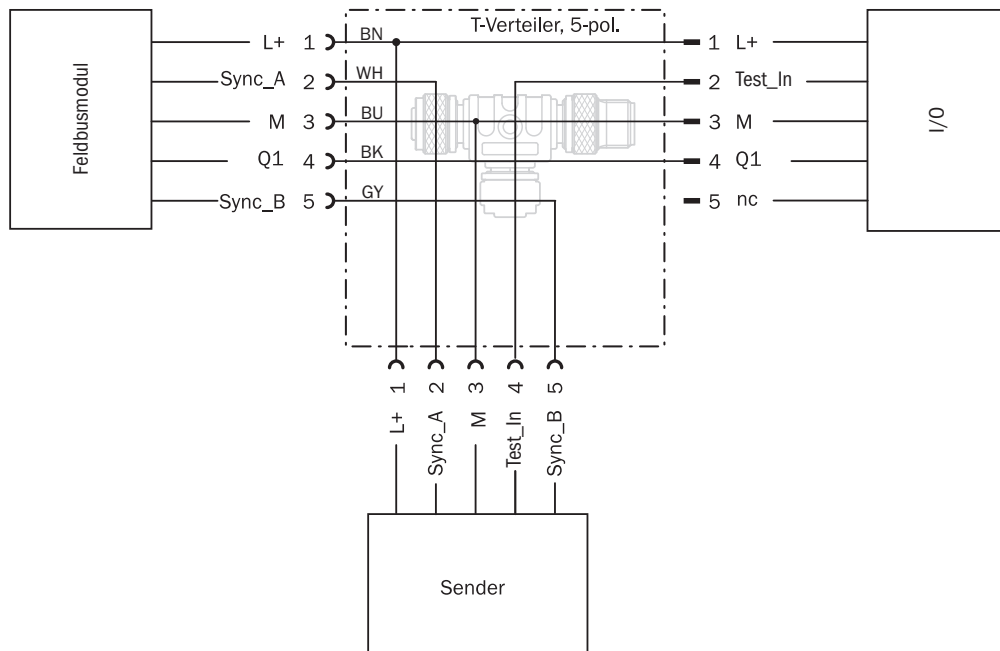 T-Verteiler, 5-pol.
Feldbusmodul
L+ 1 BN
Sync_A 2 WH
M 3 BU
Q1 4 BK
Sync_B 5 GY
1 L+
2 Test_In
3 M
4 Q1
5 nc
I/O
1 2 3 4 5
L+ Sync_A M Test_In Sync_B
Sender